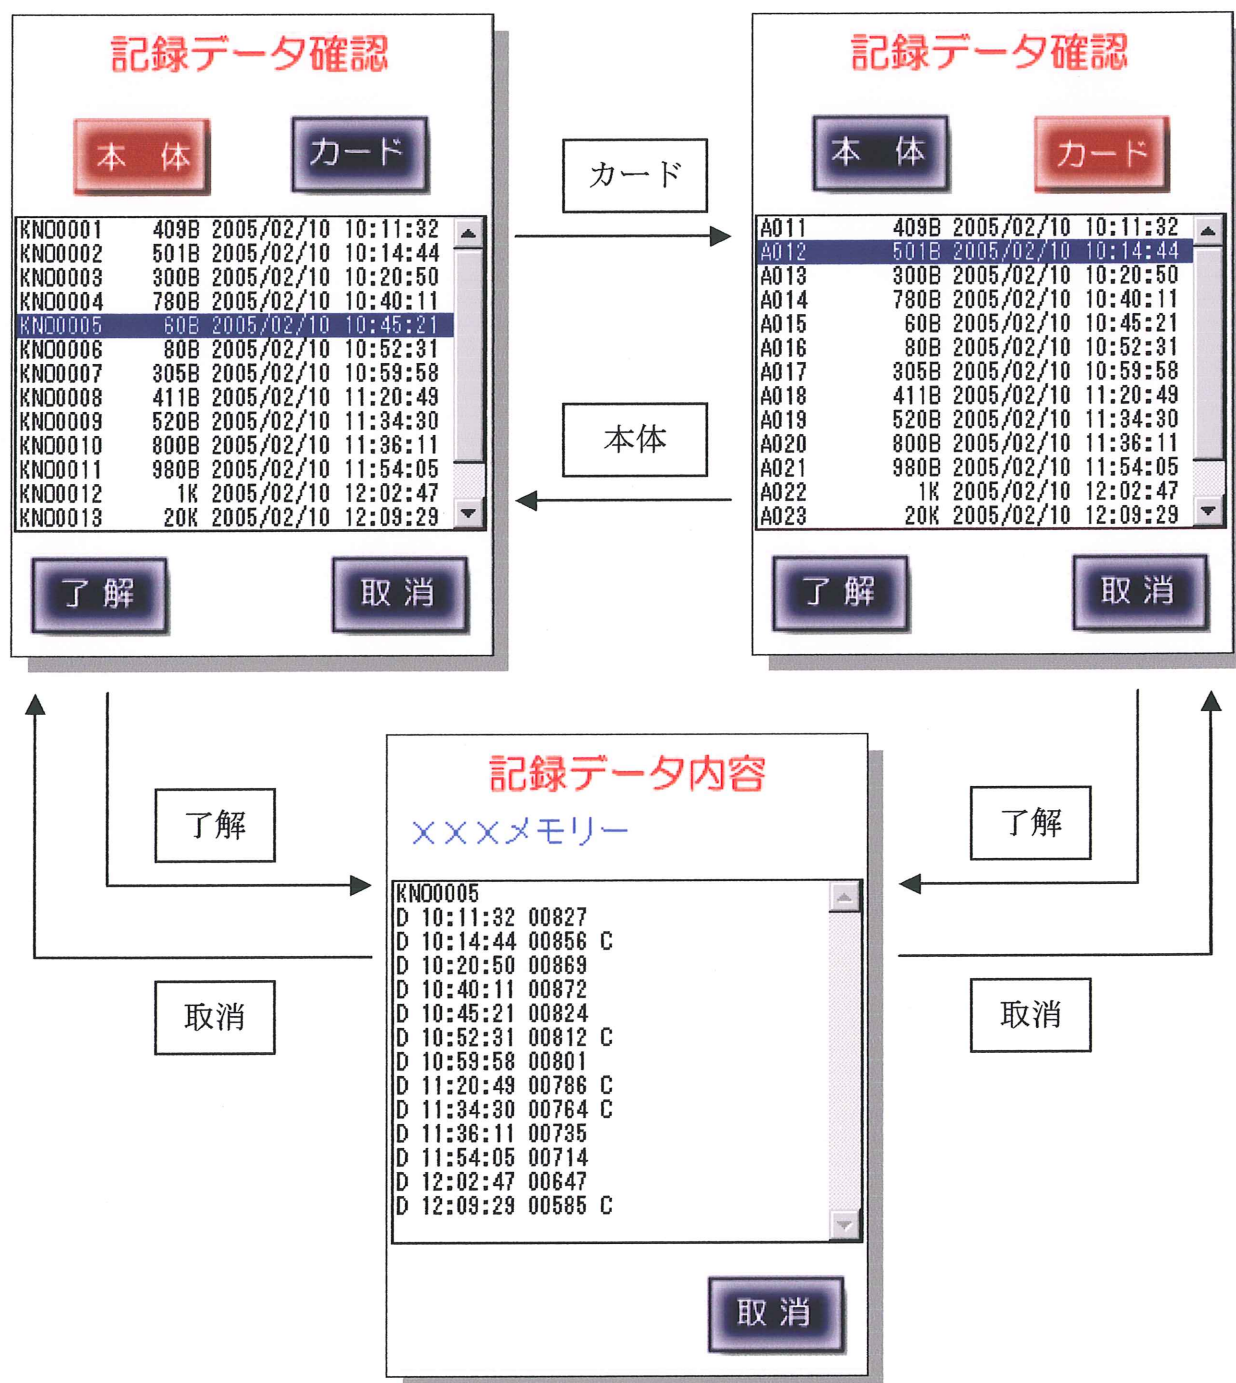 記録データ確認
本 体
カード
KNO0001 409B 2005/02/10 10:11:32
KNO0002 501B 2005/02/10 10:14:44
KNO0003 300B 2005/02/10 10:20:50
KNO0004 780B 2005/02/10 10:40:11
KNO0005 60B 2005/02/10 10:45:21
KNO0006 80B 2005/02/10 10:52:31
KNO0007 305B 2005/02/10 10:59:58
KNO0008 411B 2005/02/10 11:20:49
KNO0009 520B 2005/02/10 11:34:30
KNO0010 800B 2005/02/10 11:36:11
KNO0011 980B 2005/02/10 11:54:05
KNO0012 1K 2005/02/10 12:02:47
KNO0013 20K 2005/02/10 12:09:29
了 解
取 消
カード
本体
記録データ確認
本 体
カード
A011 409B 2005/02/10 10:11:32
A012 501B 2005/02/10 10:14:44
A013 300B 2005/02/10 10:20:50
A014 780B 2005/02/10 10:40:11
A015 60B 2005/02/10 10:45:21
A016 80B 2005/02/10 10:52:31
A017 305B 2005/02/10 10:59:58
A018 411B 2005/02/10 11:20:49
A019 520B 2005/02/10 11:34:30
A020 800B 2005/02/10 11:36:11
A021 980B 2005/02/10 11:54:05
A022 1K 2005/02/10 12:02:47
A023 20K 2005/02/10 12:09:29
了 解
取 消
了解
取消
記録データ内容
×××メモリー
KNO0005
D 10:11:32 00827
D 10:14:44 00856 C
D 10:20:50 00869
D 10:40:11 00872
D 10:45:21 00824
D 10:52:31 00812 C
D 10:59:58 00801
D 11:20:49 00786 C
D 11:34:30 00764 C
D 11:36:11 00735
D 11:54:05 00714
D 12:02:47 00647
D 12:09:29 00585 C
取 消
了解
取消